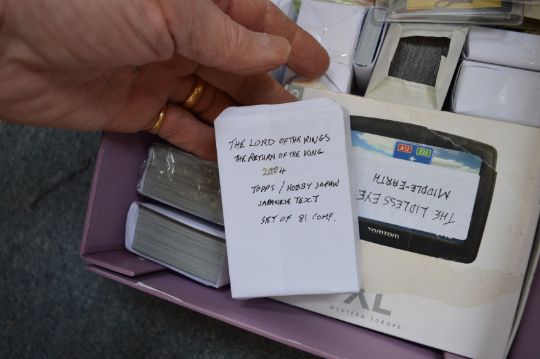 THE LORD OF THE RINGS
THE RETURN OF THE KING
2004
TOPPS / HOBBY JAPAN
JAPANESE TEXT
SET OF 81 COMP.
THE LIDLESS EYE
MIDDLE-EARTH
TOMTOM
XL
WESTERN EUROPE